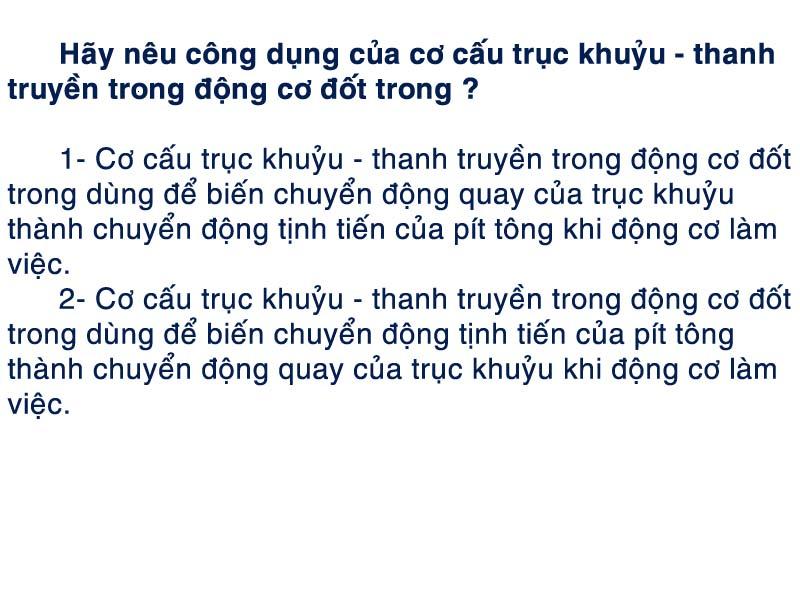 Hãy nêu công dụng của cơ cấu trục khuỷu - thanh
truyền trong động cơ đốt trong ?
1- Cơ cấu trục khuỷu - thanh truyền trong động cơ đốt
trong dùng để biến chuyển động quay của trục khuỷu
thành chuyển động tịnh tiến của pít tông khi động cơ làm
việc.
2- Cơ cấu trục khuỷu - thanh truyền trong động cơ đốt
trong dùng để biến chuyển động tịnh tiến của pít tông
thành chuyển động quay của trục khuỷu khi động cơ làm
việc.